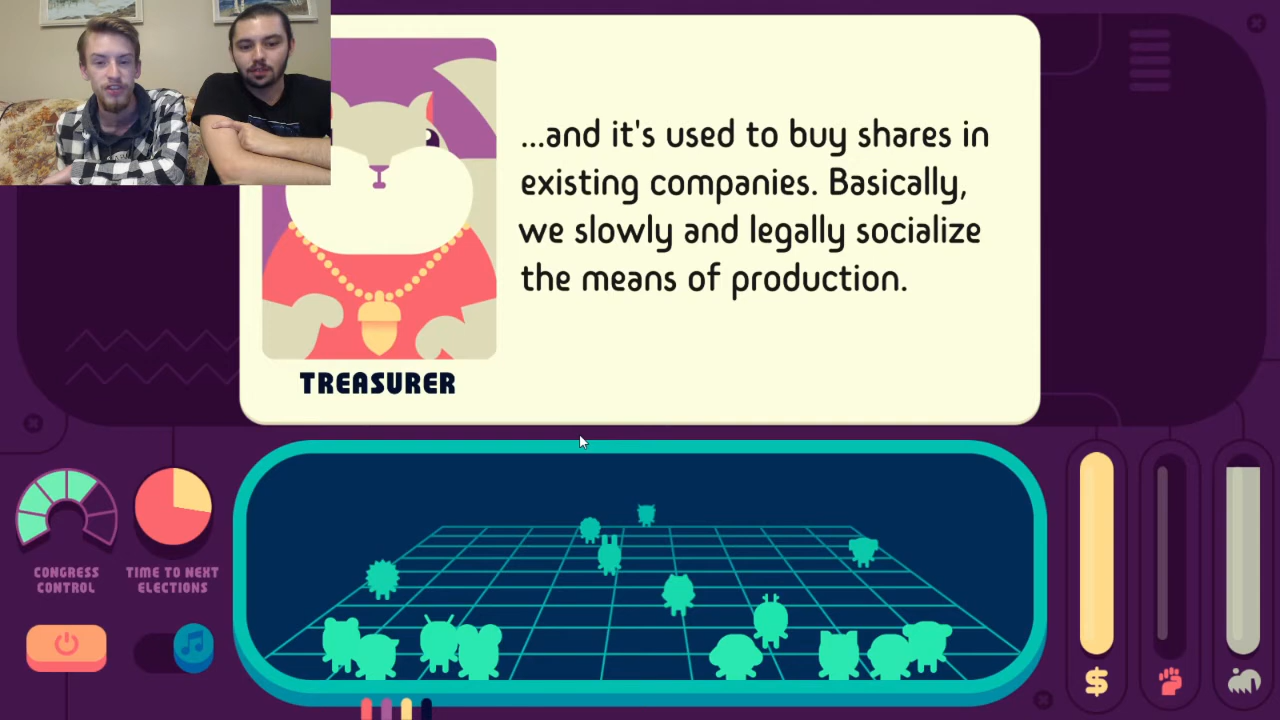 ...and it's used to buy shares in
existing companies. Basically,
we slowly and legally socialize
the means of production.
TREASURER
CONGRESS
CONTROL
TIME TO NEXT
ELECTIONS
$